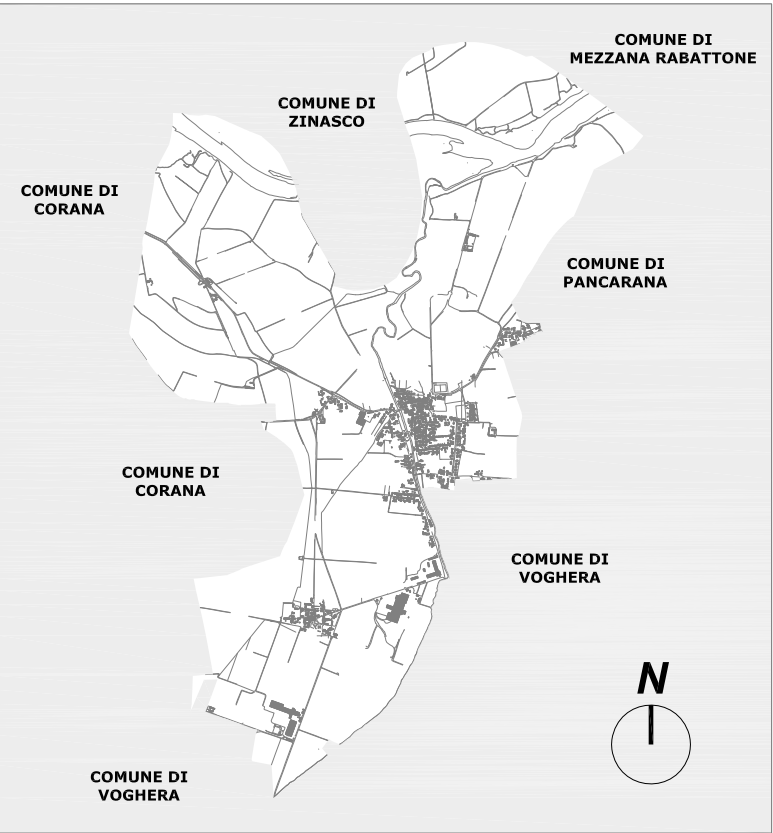 COMUNE DI
MEZZANA RABATTONE
COMUNE DI
ZINASCO
COMUNE DI
CORANA
COMUNE DI
PANCARANA
COMUNE DI
CORANA
COMUNE DI
VOGHERA
N
COMUNE DI
VOGHERA